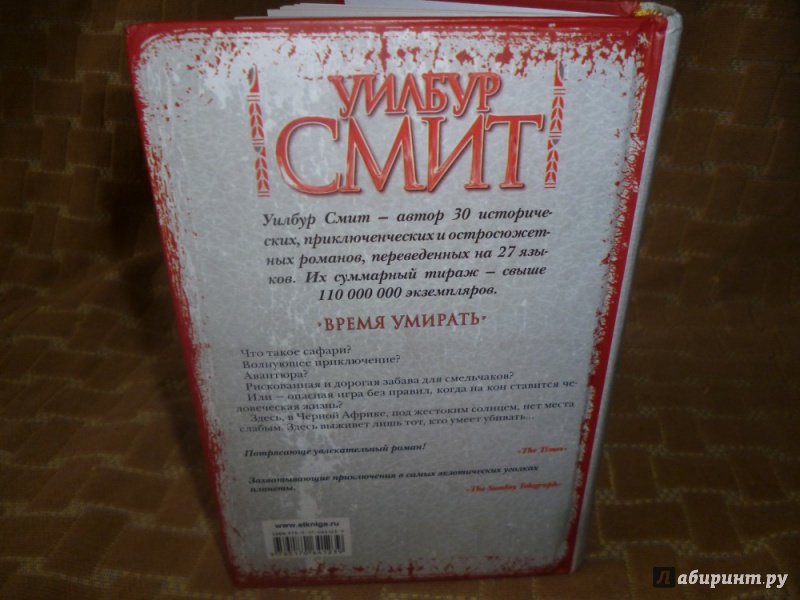 УИЛБУР
СМИТ
Уилбур Смит – автор 30 историче-
ских, приключенческих и остросюжет-
ных романов, переведенных на 27 язы-
ков. Их суммарный тираж – свыше
110 000 000 экземпляров.
•ВРЕМЯ УМИРАТЬ•
Что такое сафари?
Волнующее приключение?
Авантюра?
Рискованная и дорогая забава для смельчаков?
Или – опасная игра без правил, когда на кон ставится че-
ловеческая жизнь?
Здесь, в Черной Африке, под жестоким солнцем, нет места
слабым. Здесь выживет лишь тот, кто умеет убивать...
Потрясающе увлекательный роман!
«The Times»
Захватывающие приключения в самых экзотических уголках
планеты.
«The Sunday Telegraph»
www.elkniga.ru
Лабиринт.ру